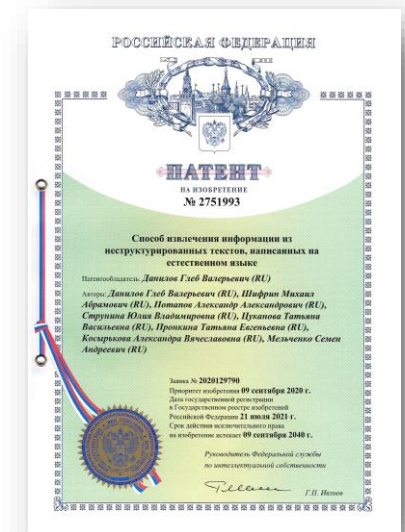 РОССИЙСКАЯ ФЕДЕРАЦИЯ
ПАТЕНТ
НА ИЗОБРЕТЕНИЕ
№ 2751993
Способ извлечения информации из
неструктурированных текстов, написанных на
естественном языке
Патентообладатель: Данилов Глеб Валерьевич (RU)
Авторы: Данилов Глеб Валерьевич (RU), Шифрин Михаил
Абрамович (RU), Потапов Александр Александрович (RU),
Струнина Юлия Владимировна (RU), Цуканова Татьяна
Васильевна (RU), Пронкина Татьяна Евгеньевна (RU),
Косырькова Александра Вячеславовна (RU), Мельченко Семен
Андреевич (RU)
Заявка № 2020129790
Приоритет изобретения 09 сентября 2020 г.
Дата государственной регистрации
в Государственном реестре изобретений
Российской Федерации 21 июля 2021 г.
Срок действия исключительного права
на изобретение истекает 09 сентября 2040 г.
Руководитель Федеральной службы
по интеллектуальной собственности
Г.П. Ивлиев